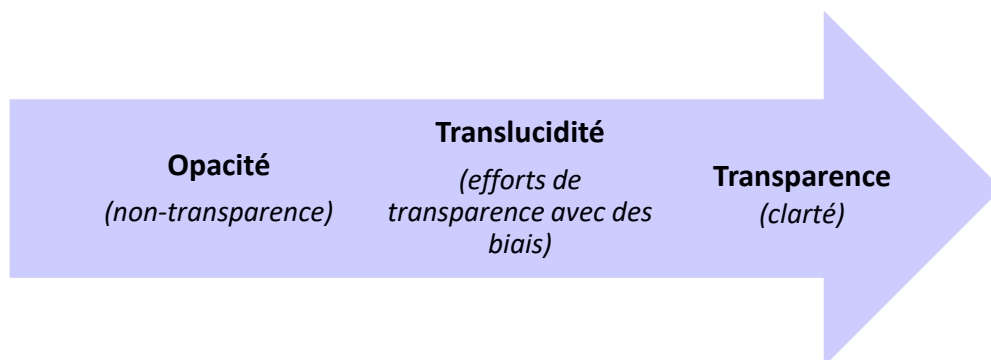 Opacité
(non-transparence)
Translucidité
(efforts de
transparence avec des
biais)
Transparence
(clarté)